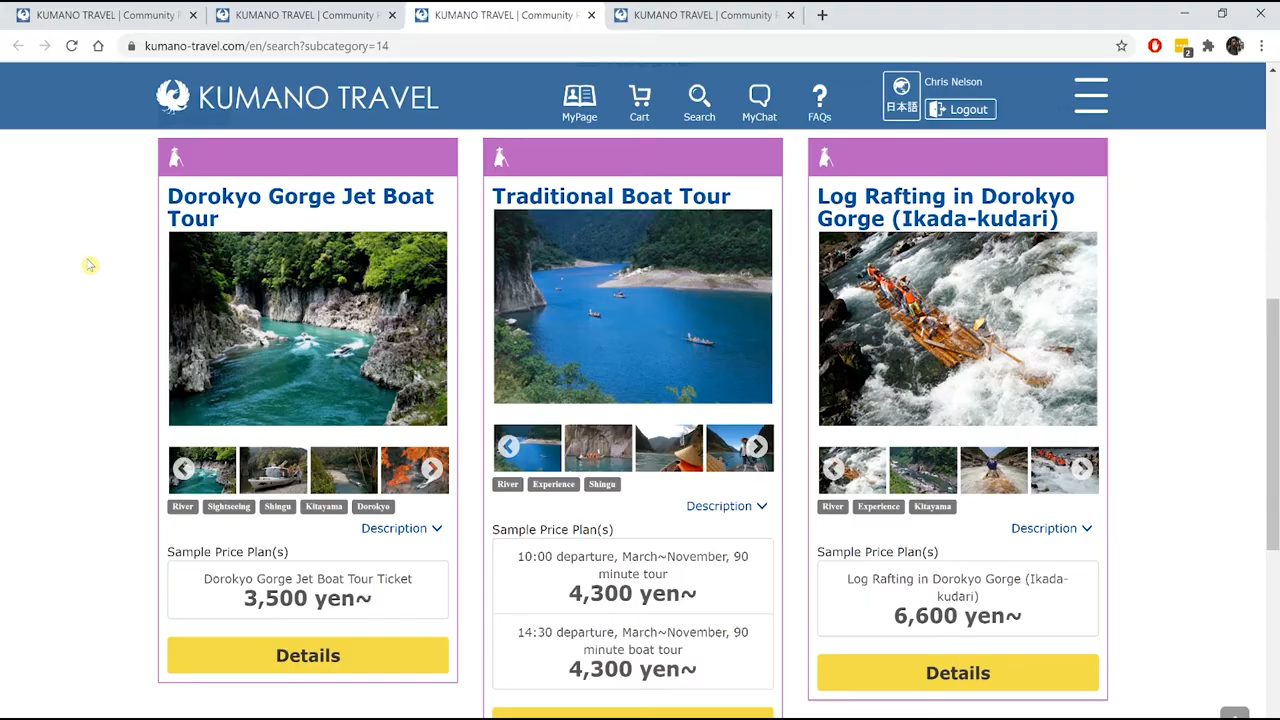 KUMANO TRAVEL | Community
KUMANO TRAVEL | Community
KUMANO TRAVEL | Community
KUMANO TRAVEL | Community
kumano-travel.com/en/search?subcategory=14
2
KUMANO TRAVEL
MyPage
Cart
Search
MyChat
FAQs
日本語
Chris Nelson
Logout
Dorokyo Gorge Jet Boat
Tour
River Sightseeing Shingu Kitayama Dorokyo
Description
Sample Price Plan(s)
Dorokyo Gorge Jet Boat Tour Ticket
3,500 yen~
Details
Traditional Boat Tour
River Experience Shingu
Description
Sample Price Plan(s)
10:00 departure, March~November, 90
minute tour
4,300 yen~
14:30 departure, March~November, 90
minute boat tour
4,300 yen~
Log Rafting in Dorokyo
Gorge (Ikada-kudari)
River Experience Kitayama
Description
Sample Price Plan(s)
Log Rafting in Dorokyo Gorge (Ikada-
kudari)
6,600 yen~
Details